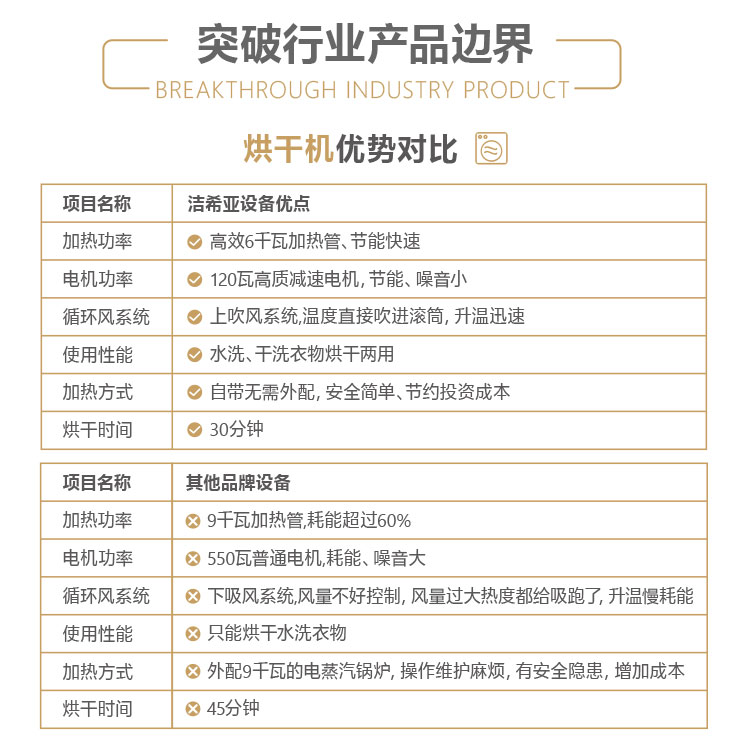 突破行业产品边界
BREAKTHROUGH INDUSTRY PRODUCT
烘干机优势对比
项目名称 洁希亚设备优点
加热功率 高效6千瓦加热管、节能快速
电机功率 120瓦高质减速电机，节能、噪音小
循环风系统 上吹风系统,温度直接吹进滚筒，升温迅速
使用性能 水洗、干洗衣物烘干两用
加热方式 自带无需外配，安全简单、节约投资成本
烘干时间 30分钟
项目名称 其他品牌设备
加热功率 9千瓦加热管,耗能超过60%
电机功率 550瓦普通电机,耗能、噪音大
循环风系统 下吸风系统,风量不好控制，风量过大热度都给吸跑了，升温慢耗能
使用性能 只能烘干水洗衣物
加热方式 外配9千瓦的电蒸汽锅炉，操作维护麻烦，有安全隐患，增加成本
烘干时间 45分钟